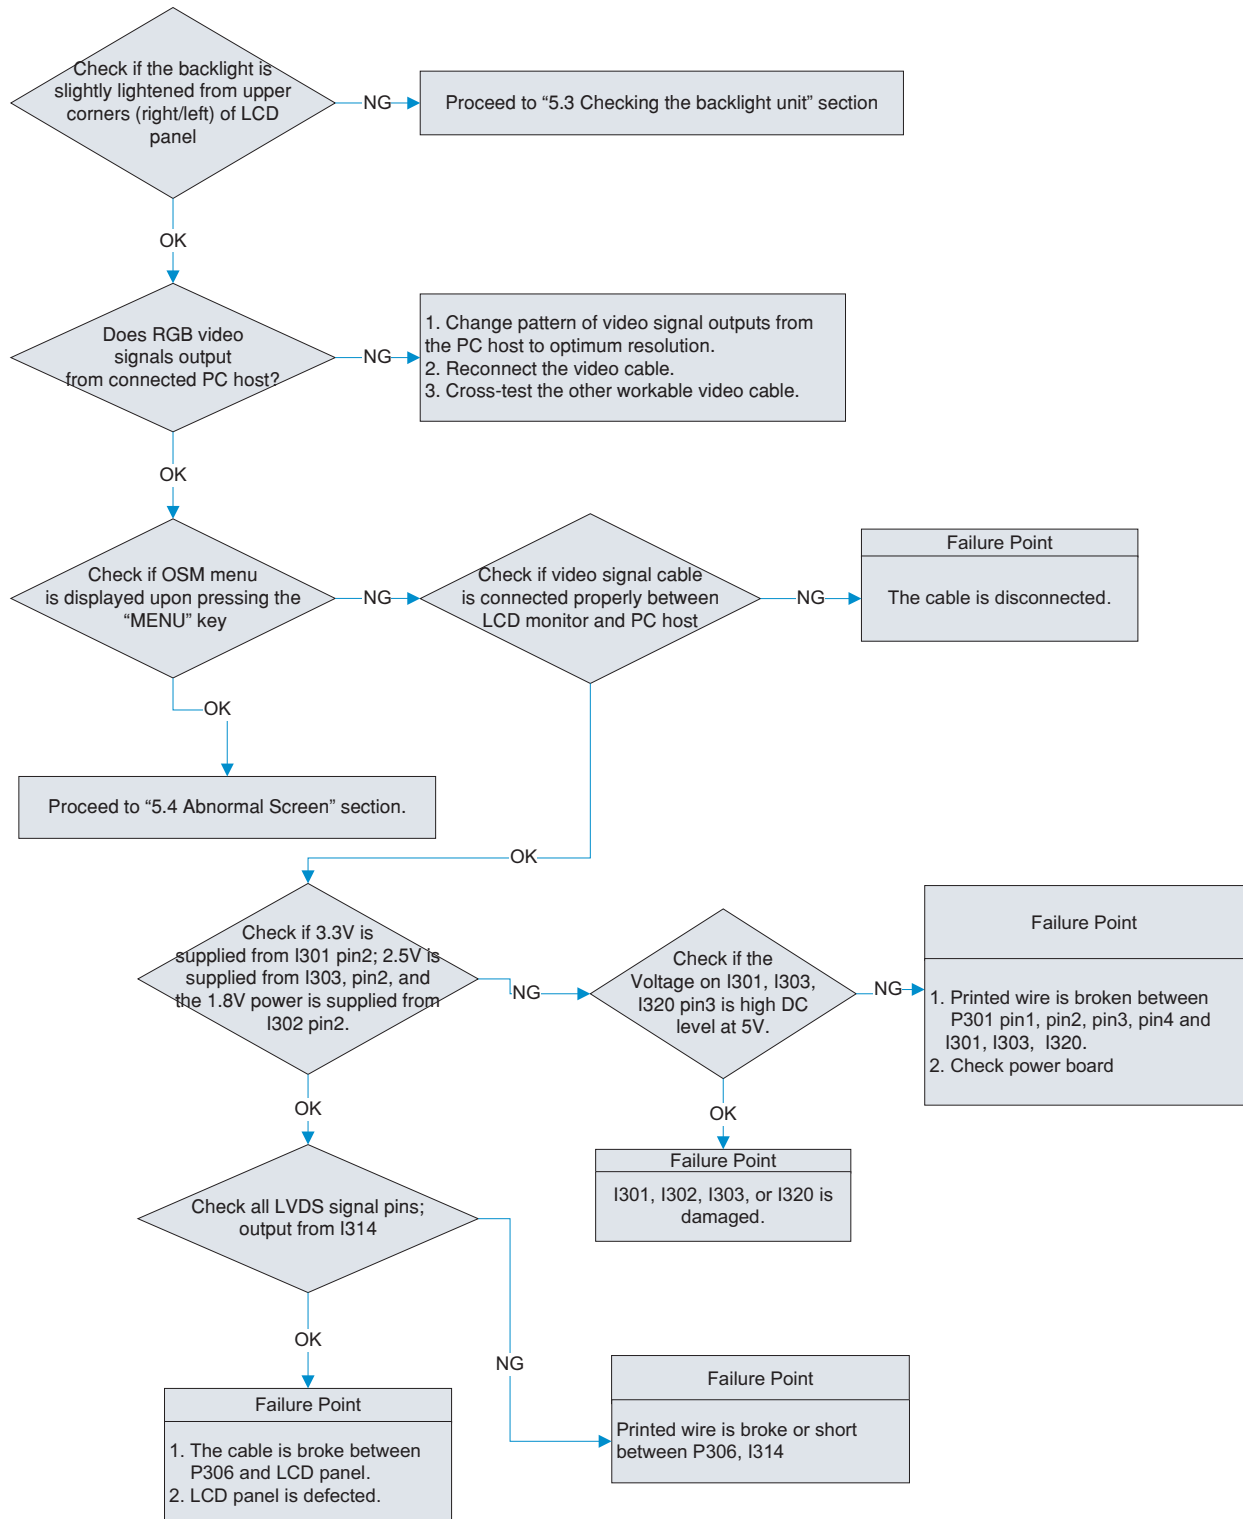 Check if the backlight is
slightly lightened from upper
corners (right/left) of LCD
panel
NG
Proceed to “5.3 Checking the backlight unit” section
OK
Does RGB video
signals output
from connected PC host?
NG
1. Change pattern of video signal outputs from
the PC host to optimum resolution.
2. Reconnect the video cable.
3. Cross-test the other workable video cable.
OK
Check if OSM menu
is displayed upon pressing the
“MENU” key
NG
Check if video signal cable
is connected properly between
LCD monitor and PC host
NG
Failure Point
The cable is disconnected.
OK
Proceed to “5.4 Abnormal Screen” section.
OK
Check if 3.3V is
supplied from I301 pin2; 2.5V is
supplied from I303, pin2, and
the 1.8V power is supplied from
I302 pin2.
NG
Check if the
Voltage on I301, I303,
I320 pin3 is high DC
level at 5V.
NG
Failure Point
1. Printed wire is broken between
P301 pin1, pin2, pin3, pin4 and
I301, I303, I320.
2. Check power board
OK
OK
Failure Point
I301, I302, I303, or I320 is
damaged.
Check all LVDS signal pins;
output from I314
OK
NG
Failure Point
1. The cable is broke between
P306 and LCD panel.
2. LCD panel is defected.
Failure Point
Printed wire is broke or short
between P306, I314